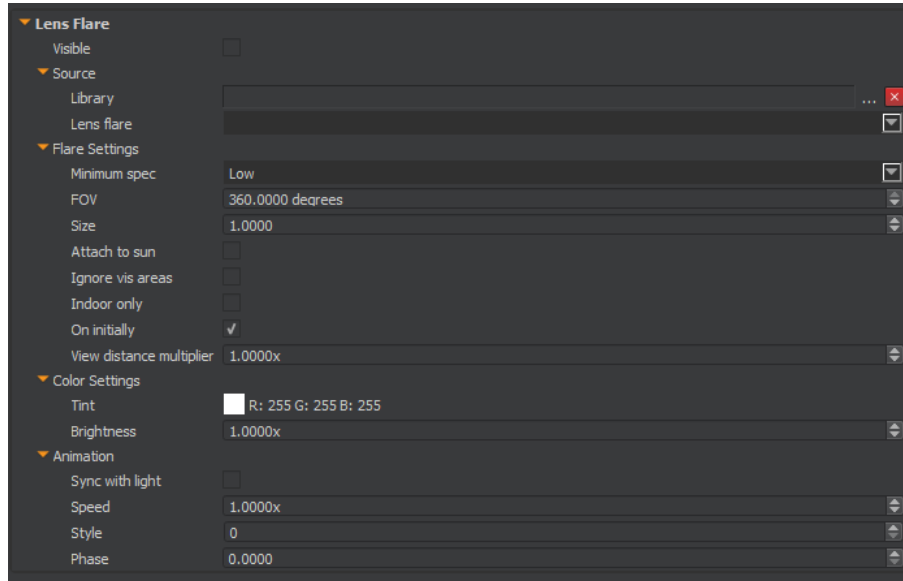 Lens Flare
Visible
Source
Library ...
Lens flare
Flare Settings
Minimum spec Low
FOV 360.0000 degrees
Size 1.0000
Attach to sun
Ignore vis areas
Indoor only
On initially
View distance multiplier 1.0000x
Color Settings
Tint R: 255 G: 255 B: 255
Brightness 1.0000x
Animation
Sync with light
Speed 1.0000x
Style 0
Phase 0.0000